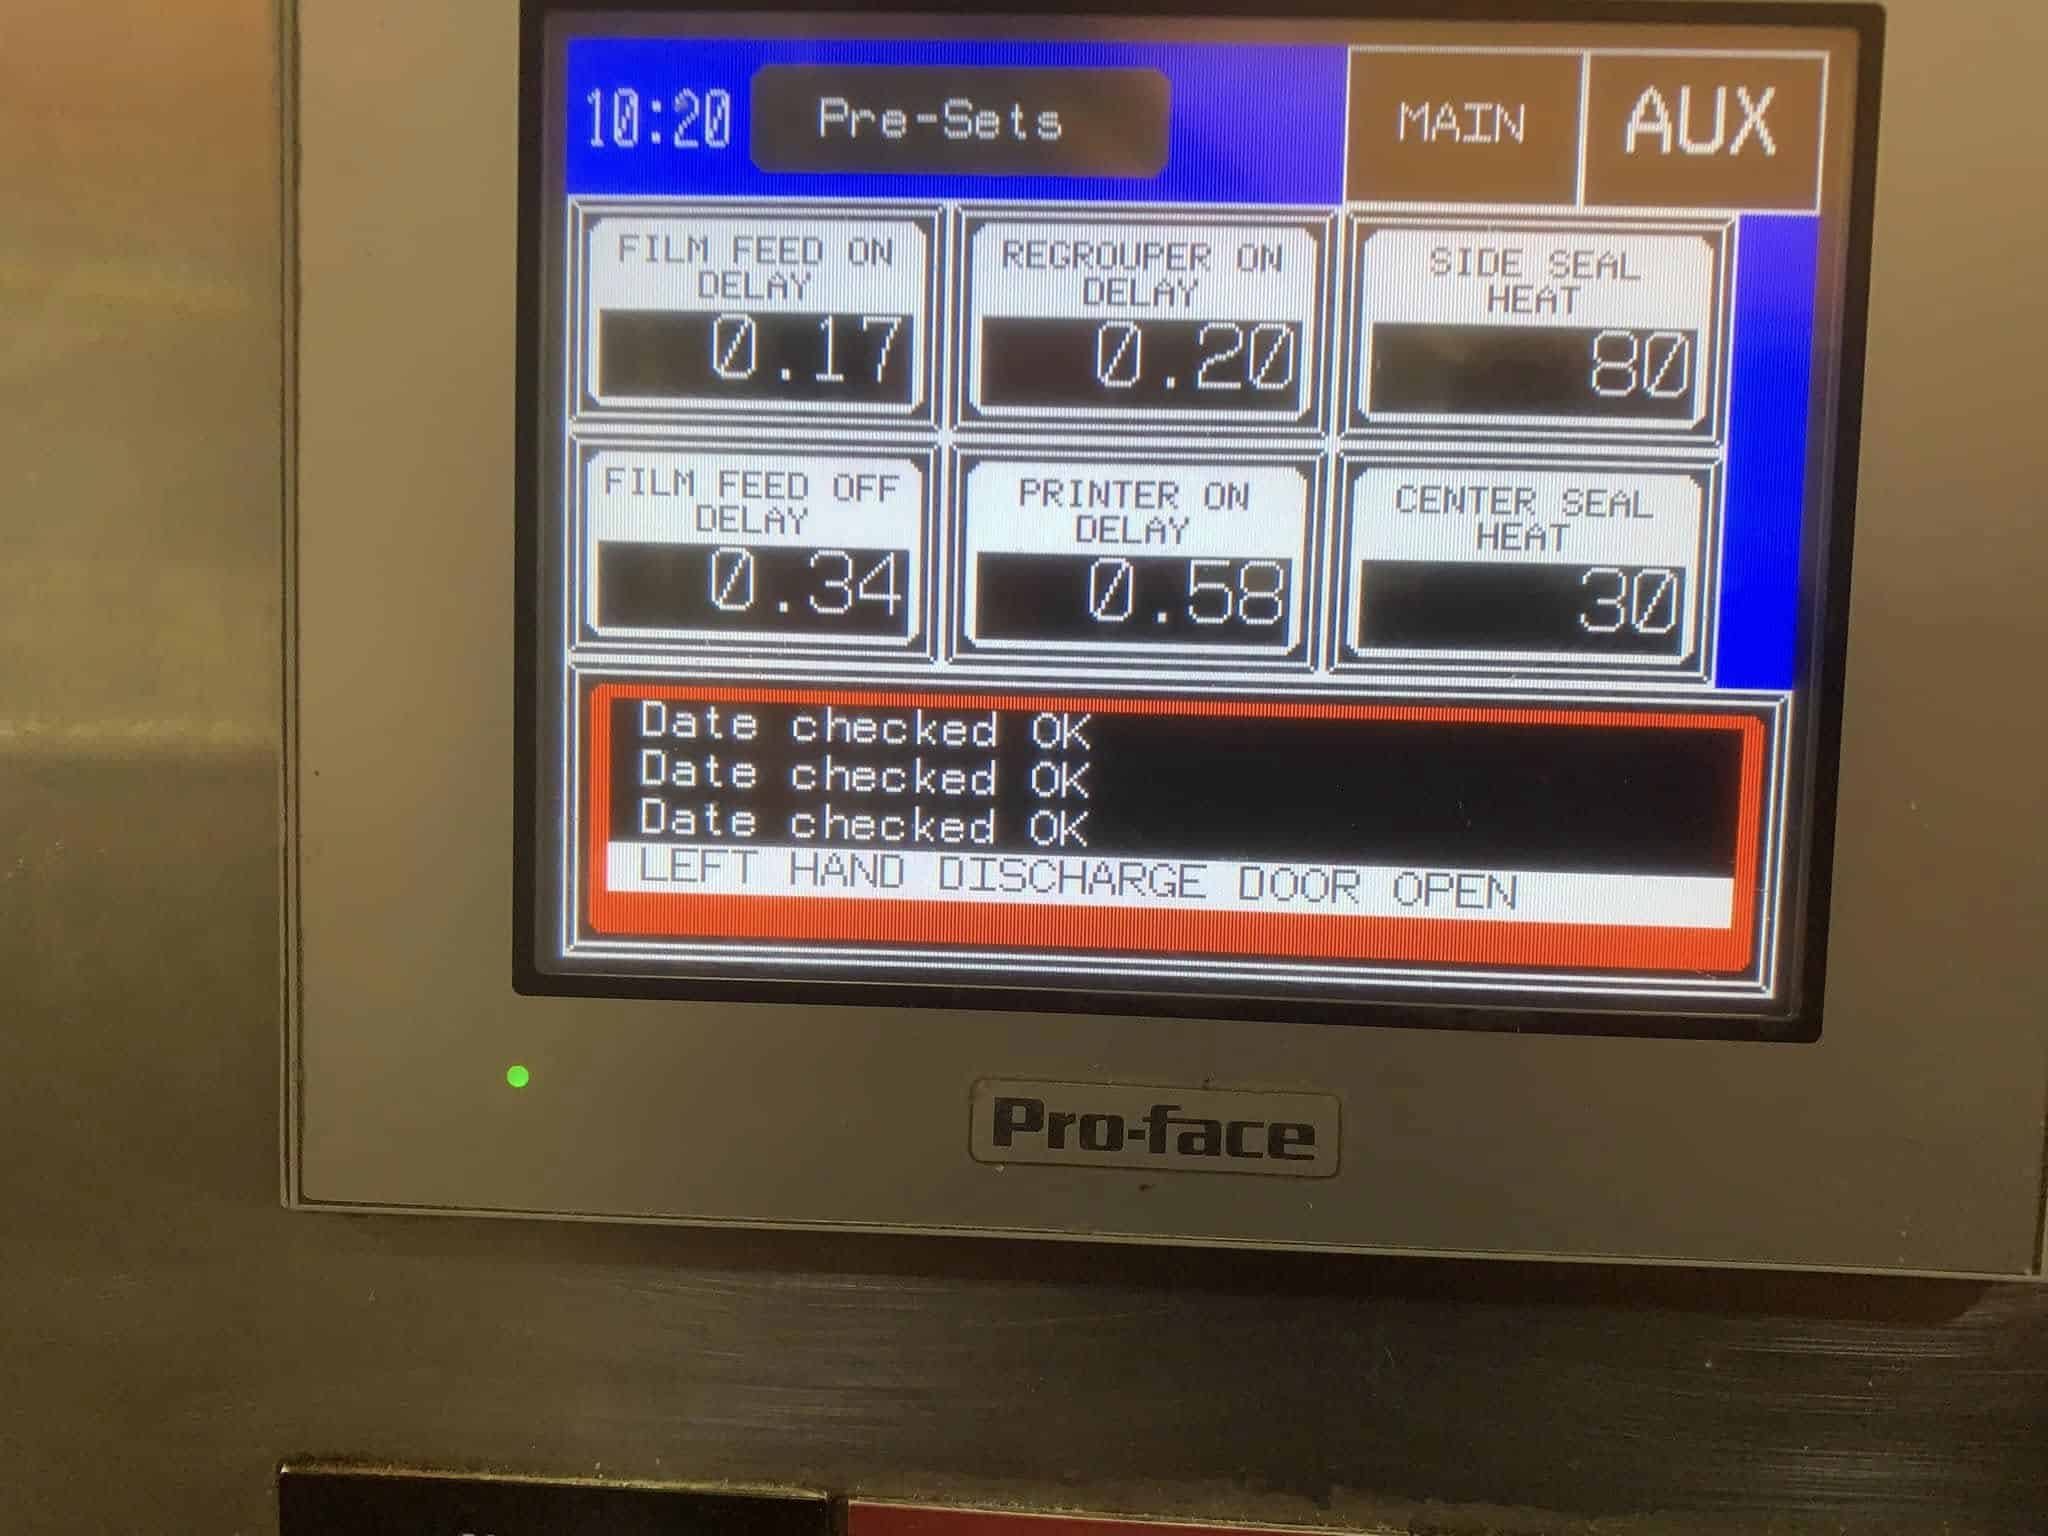 10:20 Pre-Sets MAIN AUX
FILM FEED ON
DELAY
0.17
REGROUPER ON
DELAY
0.20
SIDE SEAL
HEAT
80
FILM FEED OFF
DELAY
0.34
PRINTER ON
DELAY
0.58
CENTER SEAL
HEAT
30
Date checked OK
Date checked OK
Date checked OK
LEFT HAND DISCHARGE DOOR OPEN
Pro-face